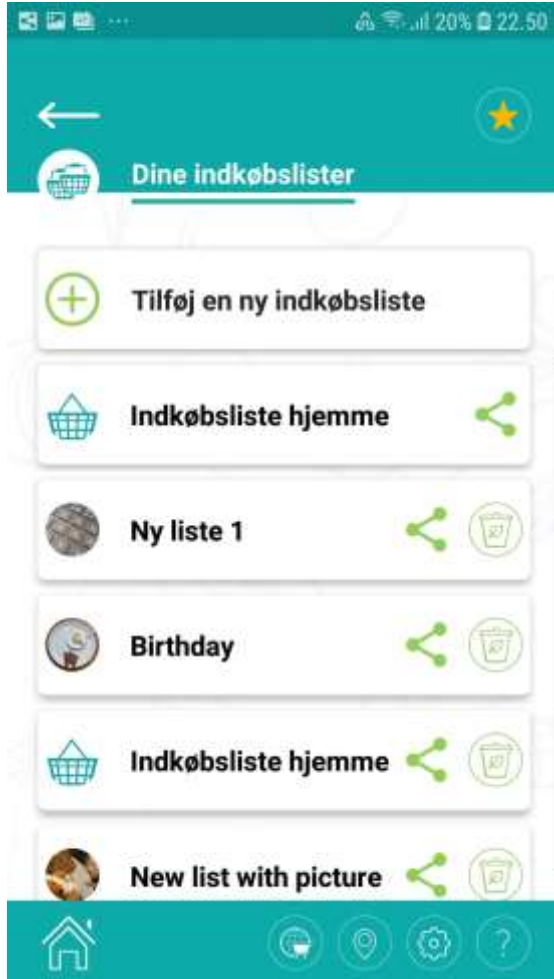 20% 22.50
Dine indkøbslister
Tilføj en ny indkøbsliste
Indkøbsliste hjemme
Ny liste 1
Birthday
Indkøbsliste hjemme
New list with picture
?